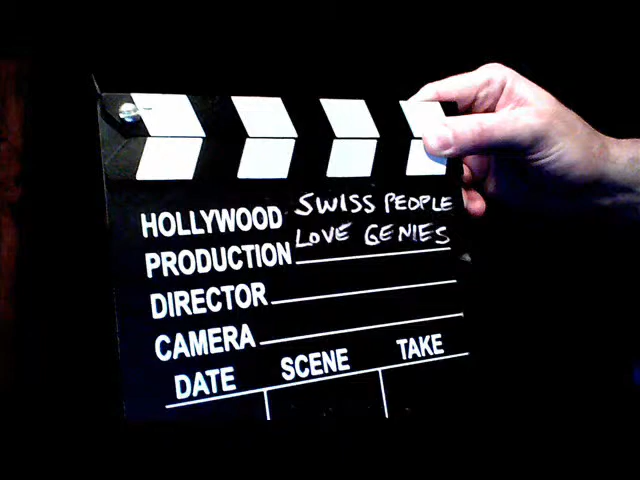 HOLLYWOOD SWISS PEOPLE
PRODUCTION LOVE GENIES
DIRECTOR
CAMERA
DATE SCENE TAKE